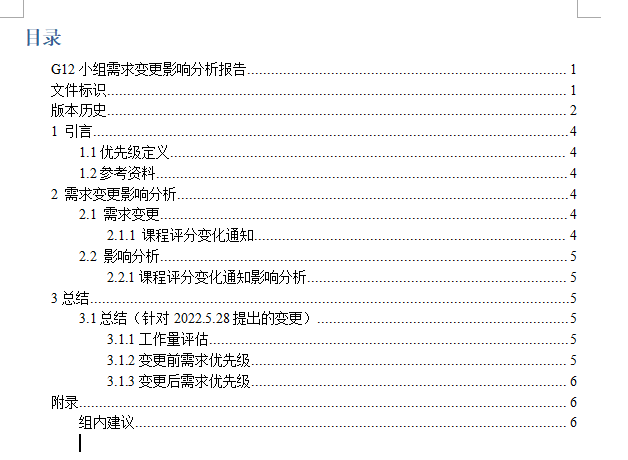 目录
G12 小组需求变更影响分析报告 1
文件标识 1
版本历史 2
1 引言 4
1.1 优先级定义 4
1.2 参考资料 4
2 需求变更影响分析 4
2.1 需求变更 4
2.1.1 课程评分变化通知 4
2.2 影响分析 5
2.2.1 课程评分变化通知影响分析 5
3 总结 5
3.1 总结（针对 2022.5.28 提出的变更） 5
3.1.1 工作量评估 5
3.1.2 变更前需求优先级 5
3.1.3 变更后需求优先级 6
附录 6
组内建议 6